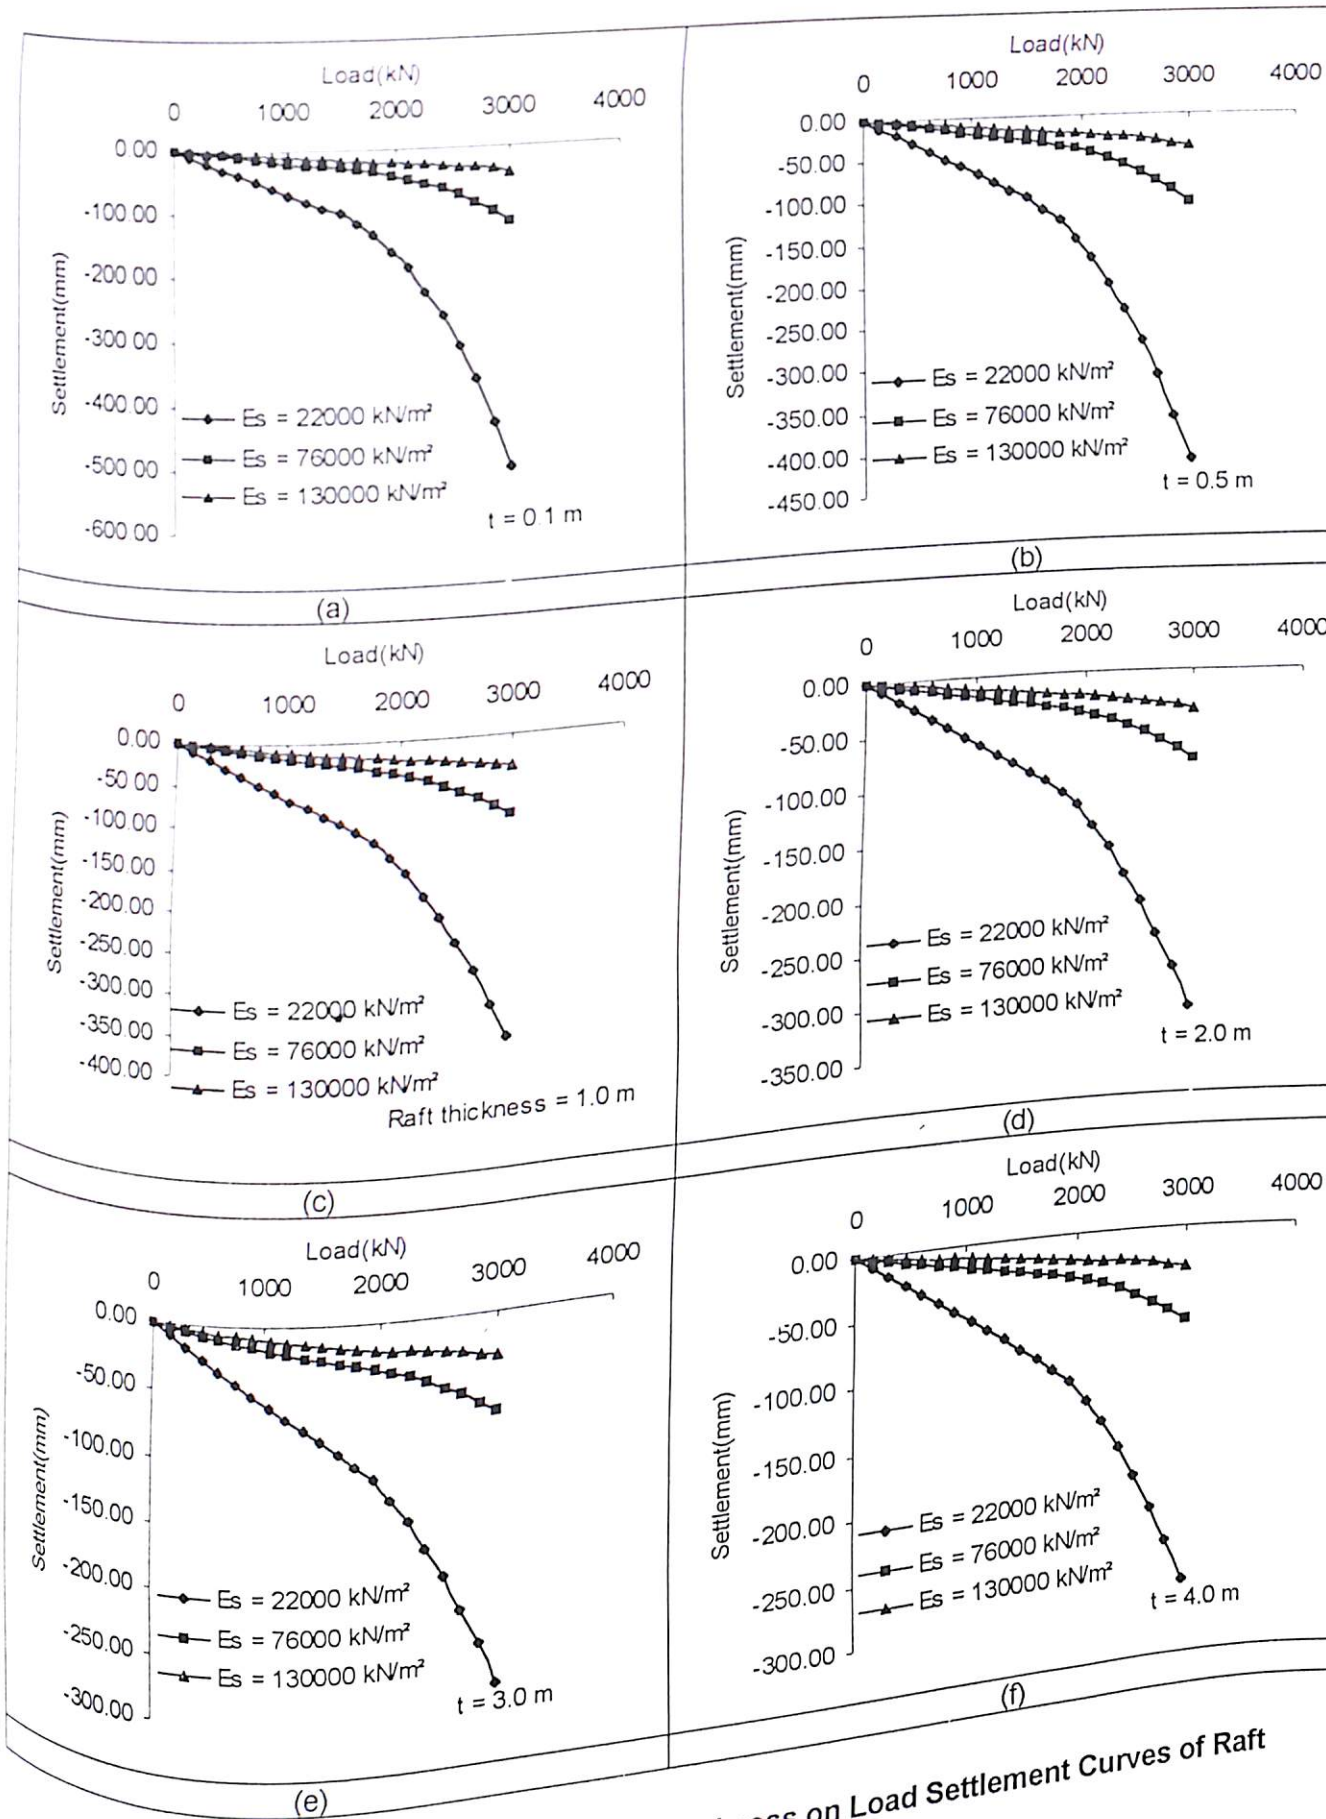 Load(kN)
0 1000 2000 3000 4000
0.00
-100.00
-200 00
-300 00
-400.00
-500 00
-600 00
Settlement(mm)
Es = 22000 kN/m²
Es = 76000 kN/m²
Es = 130000 kN/m²
t = 0.1 m
(a)
Load(kN)
0 1000 2000 3000 4000
0.00
-50.00
-100.00
-150.00
-200.00
-250.00
-300.00
-350.00
-400.00
-450.00
Settlement(mm)
Es = 22000 kN/m²
Es = 76000 kN/m²
Es = 130000 kN/m²
t = 0.5 m
(b)
Load(kN)
0 1000 2000 3000 4000
0.00
-50 00
-100.00
-150.00
-200.00
-250.00
-300.00
-350.00
-400.00
Settlement(mm)
Es = 22000 kN/m²
Es = 76000 kN/m²
Es = 130000 kN/m²
Raft thickness = 1.0 m
(c)
Load(kN)
0 1000 2000 3000 4000
0.00
-50.00
-100.00
-150.00
-200.00
-250.00
-300.00
-350.00
Settlement(mm)
Es = 22000 kN/m²
Es = 76000 kN/m²
Es = 130000 kN/m²
t = 2.0 m
(d)
Load(kN)
0 1000 2000 3000 4000
0.00
-50.00
-100.00
-150.00
-200.00
-250.00
-300.00
Settlement(mm)
Es = 22000 kN/m²
Es = 76000 kN/m²
Es = 130000 kN/m²
t = 3.0 m
(e)
Load(kN)
0 1000 2000 3000 4000
0.00
-50.00
-100.00
-150.00
-200.00
-250.00
-300.00
Settlement(mm)
Es = 22000 kN/m²
Es = 76000 kN/m²
Es = 130000 kN/m²
t = 4.0 m
(f)
on Load Settlement Curves of Raft